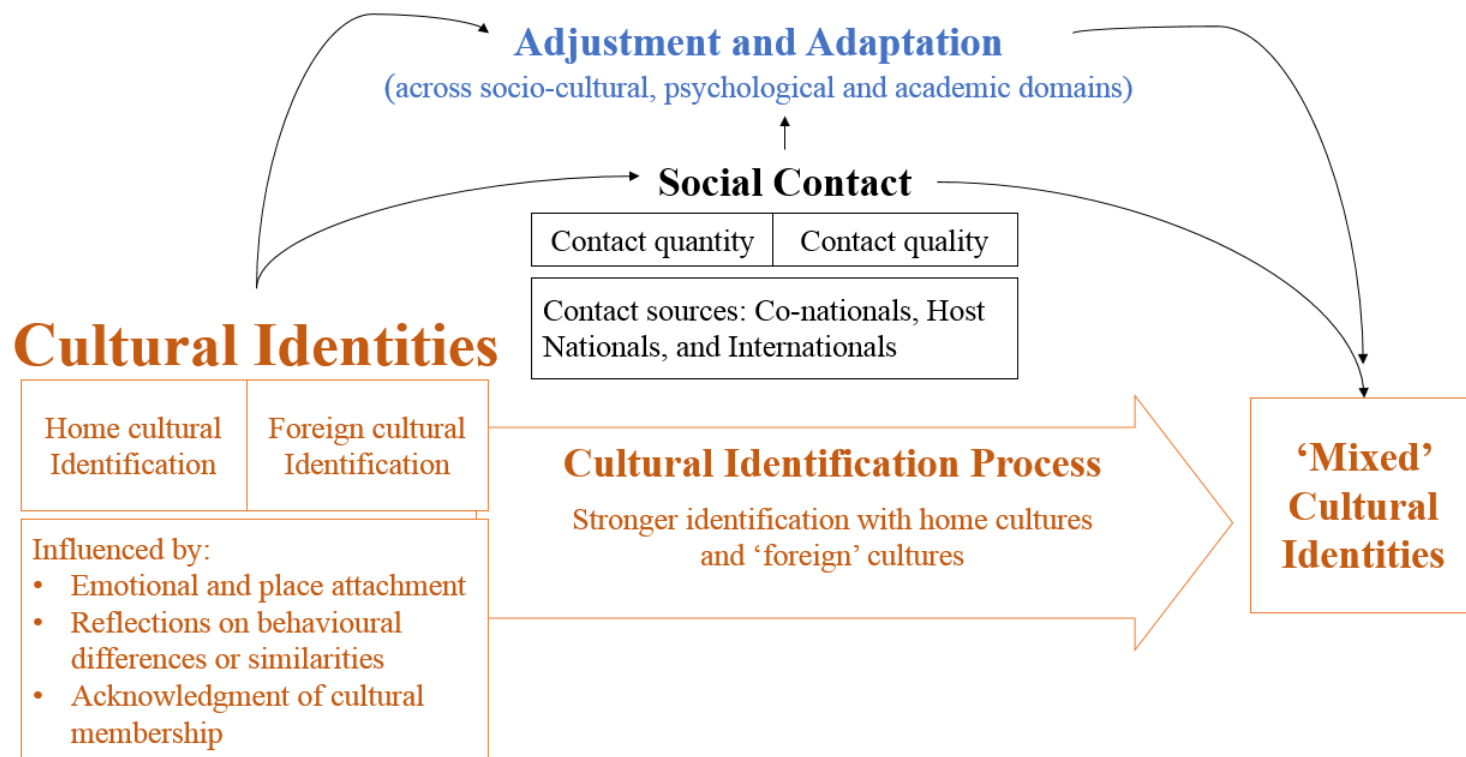 Adjustment and Adaptation
(across socio-cultural, psychological and academic domains)
Social Contact
Contact quantity
Contact quality
Contact sources: Co-nationals, Host
Nationals, and Internationals
Cultural Identities
Home cultural
Identification
Foreign cultural
Identification
Influenced by:
• Emotional and place attachment
• Reflections on behavioural
differences or similarities
• Acknowledgment of cultural
membership
Cultural Identification Process
Stronger identification with home cultures
and ‘foreign’ cultures
‘Mixed’
Cultural
Identities